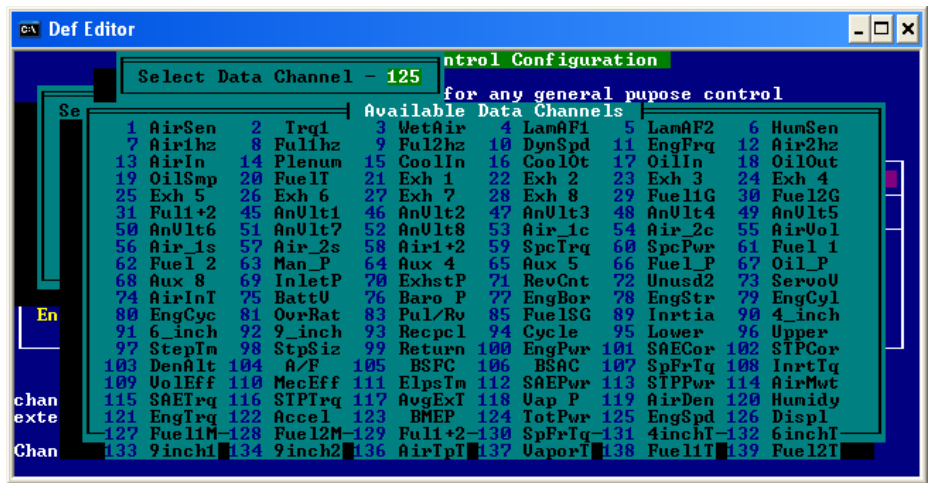 Def Editor
ntrol Configuration
Select Data Channel - 125
for any general pupose control
Se
Available Data Channels
1 AirSen 2 Trq1 3 WetAir 4 LamAF1 5 LamAF2 6 HumSen
7 Air1hz 8 Ful1hz 9 Ful2hz 10 DynSpd 11 EngFrq 12 Air2hz
13 AirIn 14 Plenum 15 CoolIn 16 CoolOt 17 OilIn 18 OilOut
19 OilSmp 20 FuelT 21 Exh 1 22 Exh 2 23 Exh 3 24 Exh 4
25 Exh 5 26 Exh 6 27 Exh 7 28 Exh 8 29 Fuel1G 30 Fuel2G
31 Ful1+2 45 AnVlt1 46 AnVlt2 47 AnVlt3 48 AnVlt4 49 AnVlt5
50 AnVlt6 51 AnVlt7 52 AnVlt8 53 Air_1c 54 Air_2c 55 AirVol
56 Air_1s 57 Air_2s 58 Air1+2 59 SpcTrq 60 SpcPwr 61 Fuel 1
62 Fuel 2 63 Man_P 64 Aux 4 65 Aux 5 66 Fuel_P 67 Oil_P
68 Aux 8 69 InletP 70 ExhstP 71 RevCnt 72 Unusd2 73 ServoV
74 AirInT 75 BattV 76 Baro P 77 EngBor 78 EngStr 79 EngCyl
En 80 EngCyc 81 OvrRat 83 Pul/Rv 85 FuelSG 89 Inrtia 90 4_inch
91 6_inch 92 9_inch 93 Recpcl 94 Cycle 95 Lower 96 Upper
97 StepTm 98 StpSiz 99 Return 100 EngPwr 101 SAECor 102 STPCor
103 DenAlt 104 A/F 105 BSFC 106 BSAC 107 SpFrTq 108 InrtTq
109 VolEff 110 MecEff 111 ElpsTm 112 SAEPwr 113 STPPwr 114 AirMwt
chan 115 SAETrq 116 STPTrq 117 AvgExT 118 Vap P 119 AirDen 120 Humidy
exte 121 EngTrq 122 Accel 123 BMEP 124 TotPwr 125 EngSpd 126 Displ
127 Fuel1M 128 Fuel2M 129 Ful1+2 130 SpFrTq 131 4inchT 132 6inchT
Chan 133 9inch1 134 9inch2 136 AirTpT 137 VaporT 138 Fuel1T 139 Fuel2T